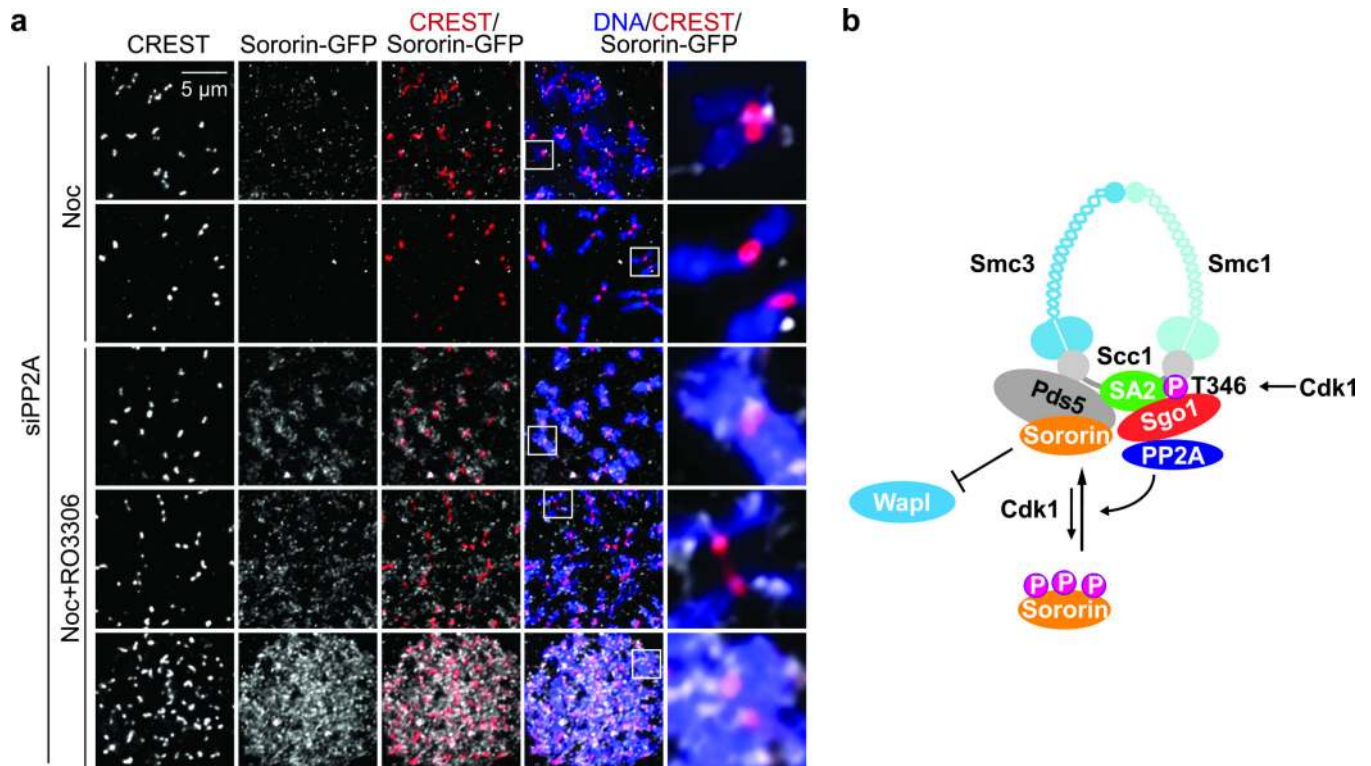 a
CREST
Sororin-GFP
CREST/
Sororin-GFP
DNA/CREST/
Sororin-GFP
5 µm
Noc
siPP2A
Noc+RO3306
b
Smc3
Smc1
Scc1
Pds5
SA2
P
T346
Cdk1
Sgo1
Sororin
PP2A
Wapl
Cdk1
P P P
Sororin